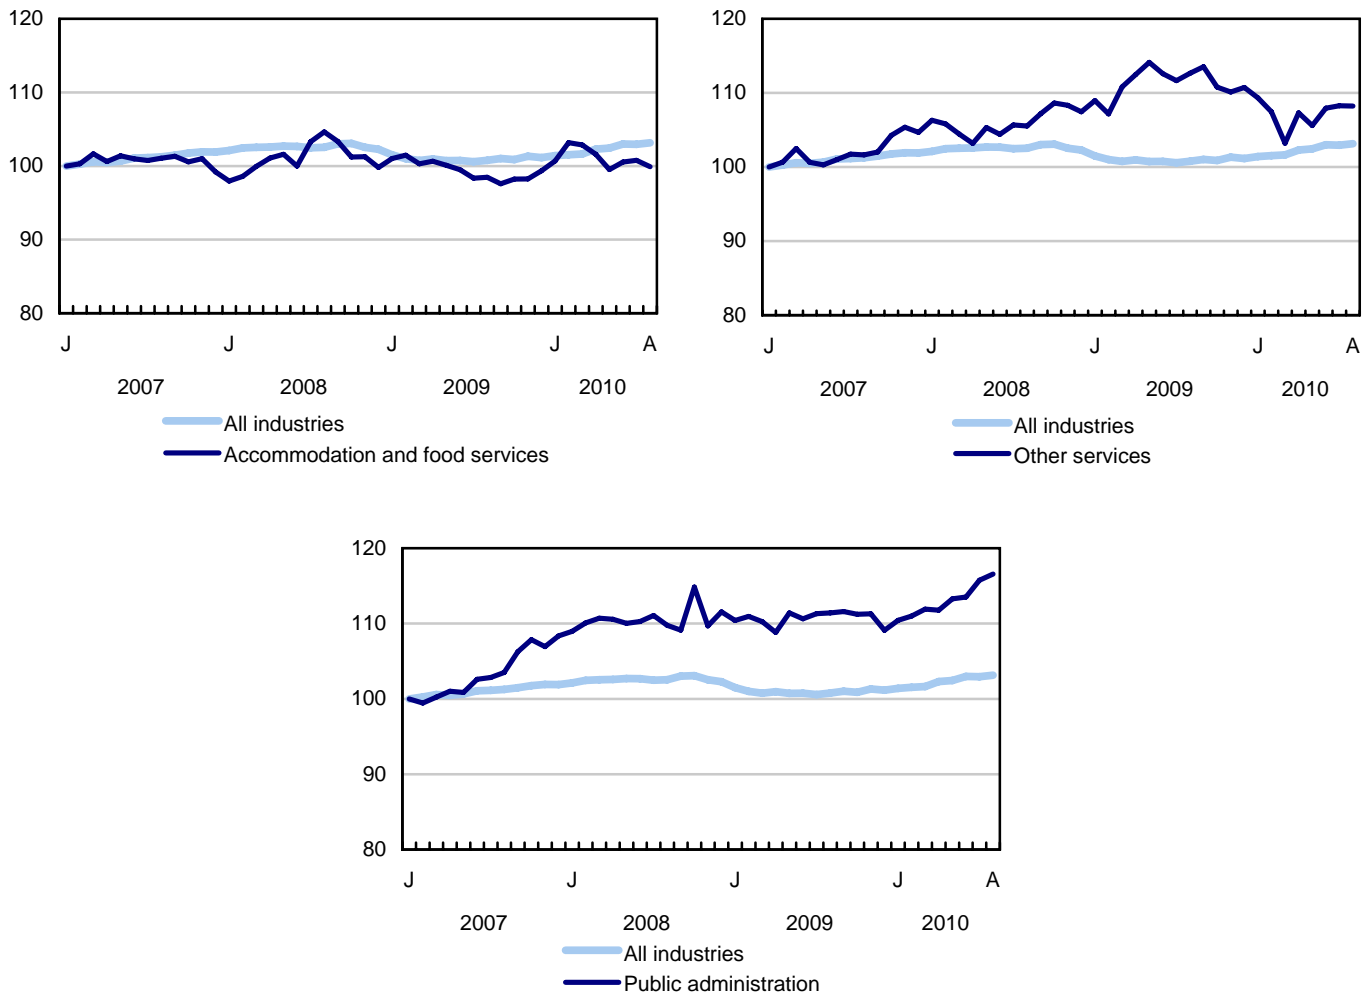 120
110
100
90
80
J J J J A
2007 2008 2009 2010
All industries
Accommodation and food services
120
110
100
90
80
J J J J A
2007 2008 2009 2010
All industries
Other services
120
110
100
90
80
J J J J A
2007 2008 2009 2010
All industries
Public administration